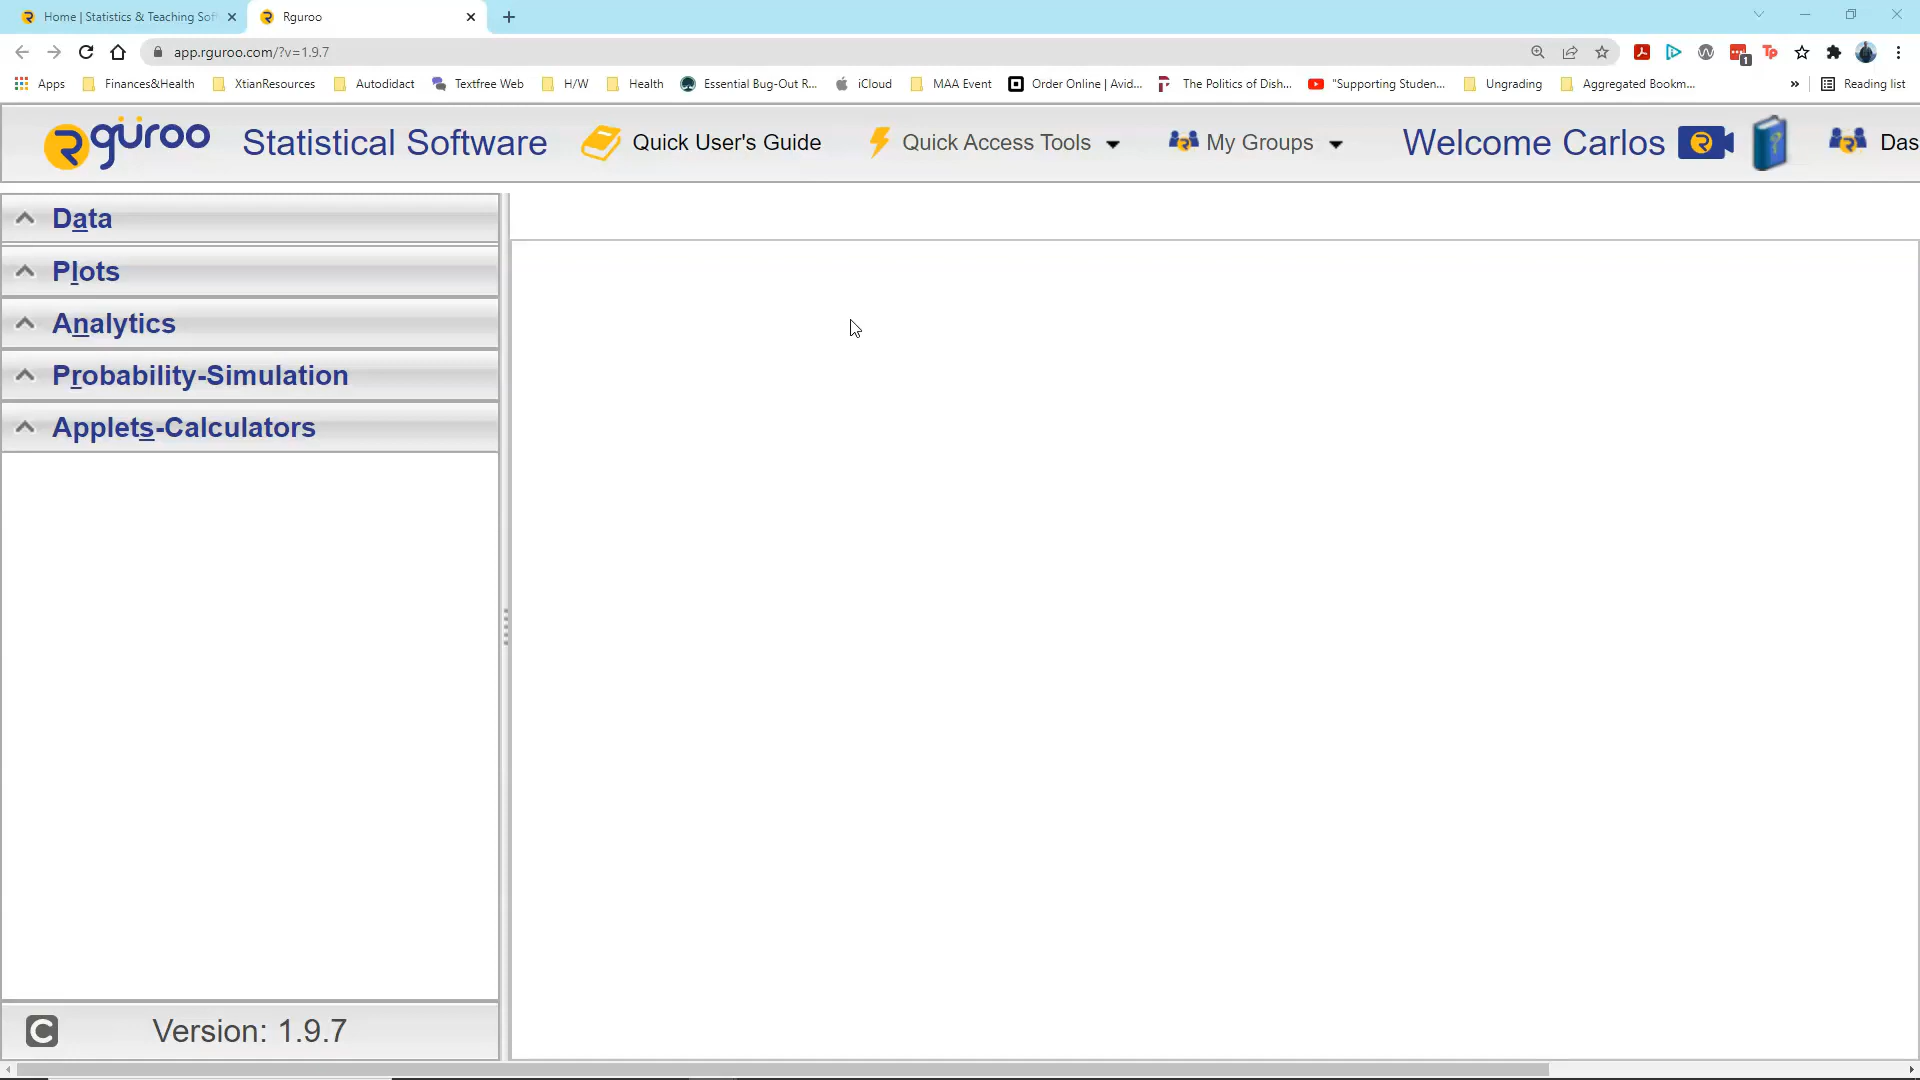 Home | Statistics & Teaching Sof
Rguroo
app.rguroo.com/?v=1.9.7
Apps
Finances&Health
XtianResources
Autodidact
Textfree Web
H/W
Health
Essential Bug-Out R...
iCloud
MAA Event
Order Online | Avid...
The Politics of Dish...
"Supporting Studen...
Ungrading
Aggregated Bookm...
»
Reading list
Rguroo Statistical Software
Quick User's Guide
Quick Access Tools
My Groups
Welcome Carlos
Das
Data
Plots
Analytics
Probability-Simulation
Applets-Calculators
C Version: 1.9.7